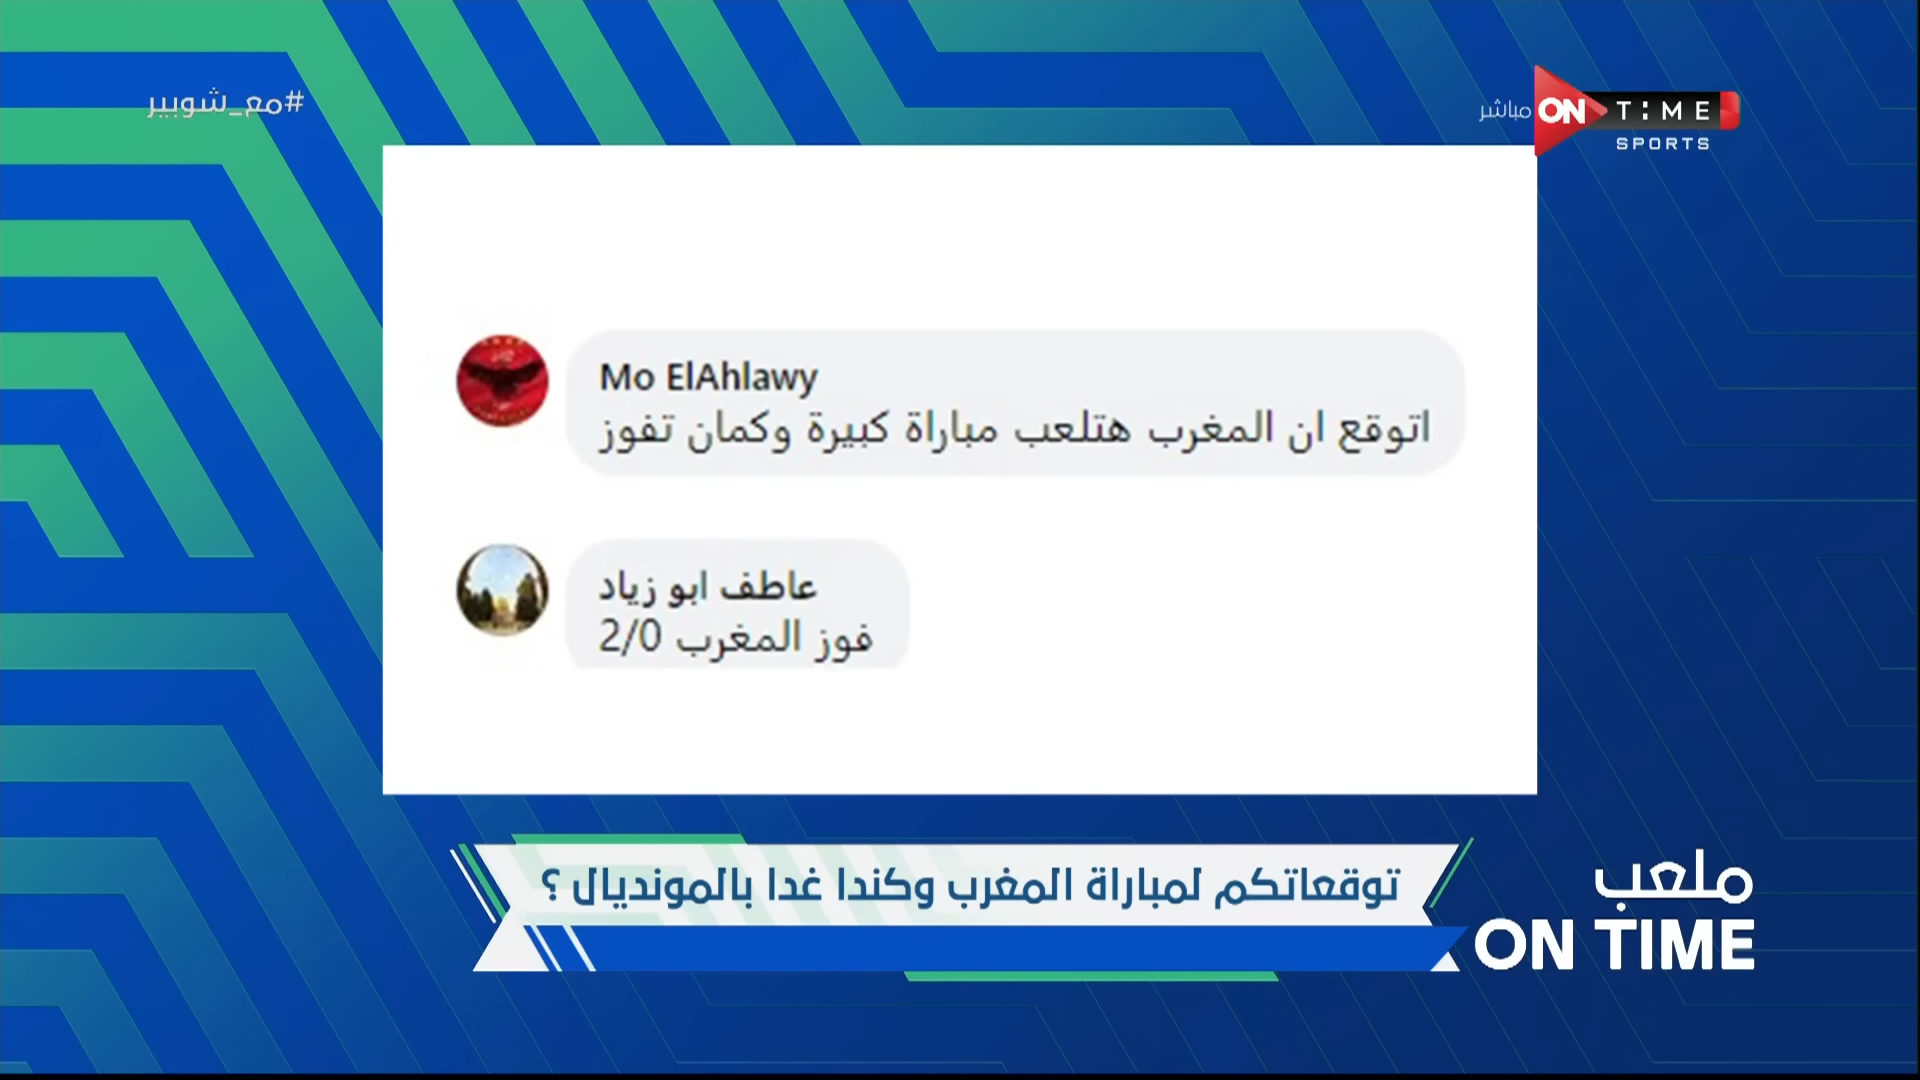 #مع_شوبير
مباشر
ON TIME
SPORTS
Mo ElAhlawy
اتوقع ان المغرب هتلعب مباراة كبيرة وكمان تفوز
عاطف ابو زياد
فوز المغرب 2/0
توقعاتكم لمباراة المغرب وكندا غدا بالمونديال ؟
ملعب
ON TIME